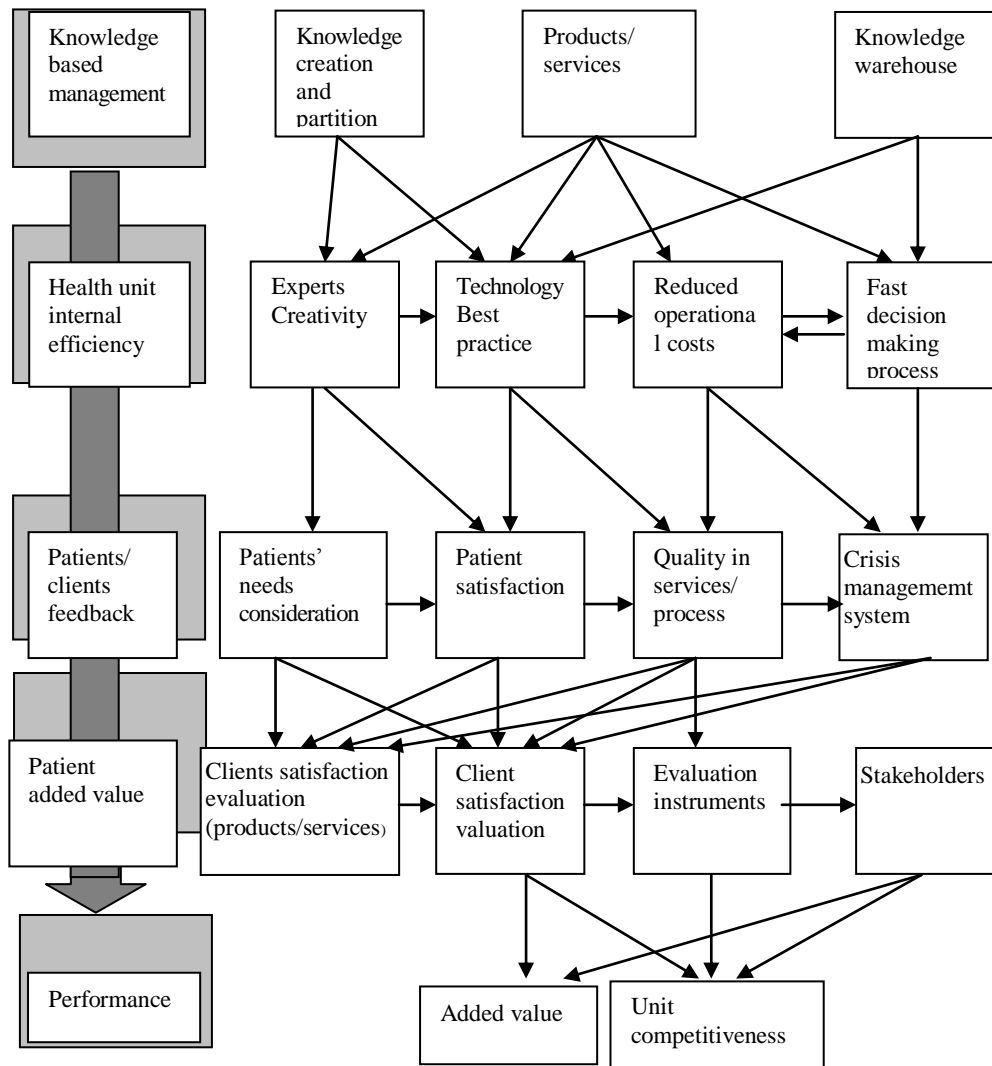 Knowledge
based
management
Knowledge
creation
and
partition
Products/
services
Knowledge
warehouse
Health unit
internal
efficiency
Experts
Creativity
Technology
Best
practice
Reduced
operationa
l costs
Fast
decision
making
process
Patients/
clients
feedback
Patients’
needs
consideration
Patient
satisfaction
Quality in
services/
process
Crisis
managememt
system
Patient
added value
Clients satisfaction
evaluation
(products/services)
Client
satisfaction
valuation
Evaluation
instruments
Stakeholders
Performance
Added value
Unit
competitiveness